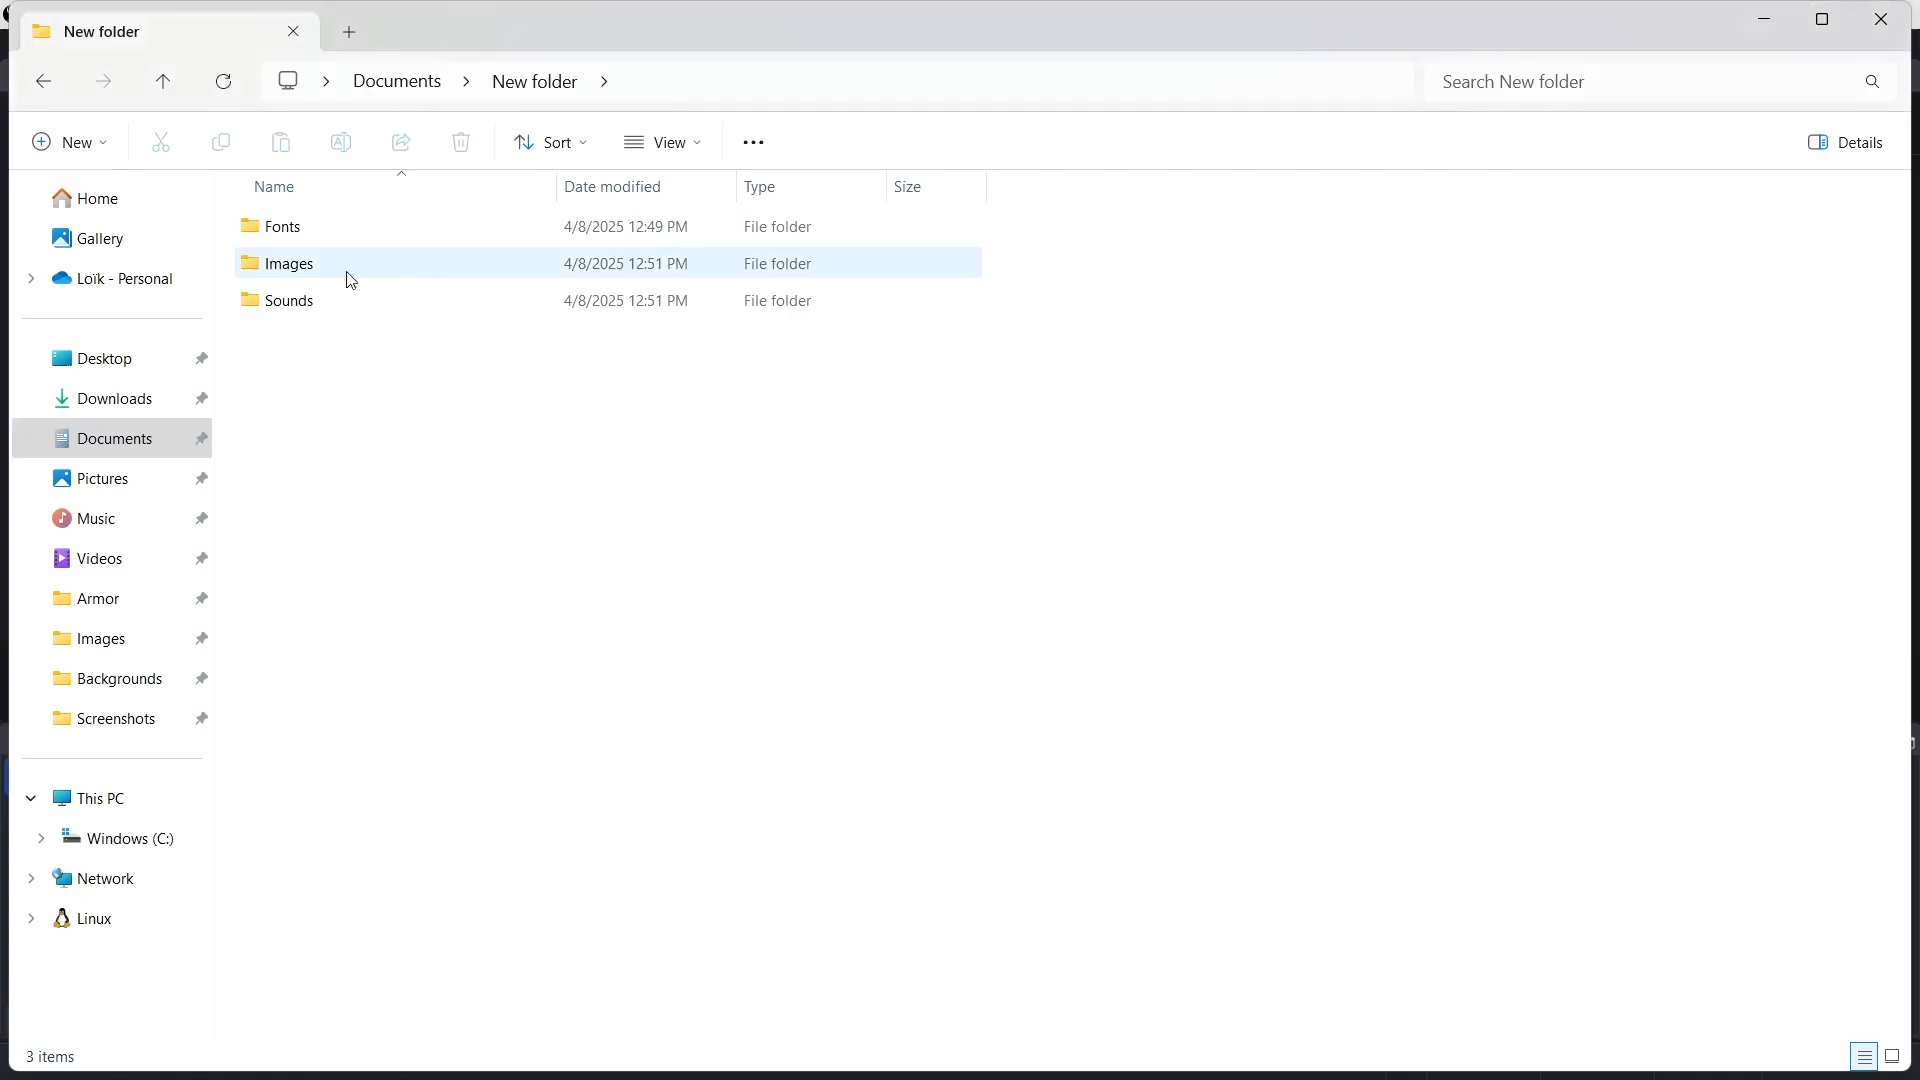 New folder
Documents
New folder
Search New folder
New
Sort
View
Details
Name
Date modified
Type
Size
Fonts
4/8/2025 12:49 PM
File folder
Images
4/8/2025 12:51 PM
File folder
Sounds
4/8/2025 12:51 PM
File folder
Home
Gallery
Loïk - Personal
Desktop
Downloads
Documents
Pictures
Music
Videos
Armor
Images
Backgrounds
Screenshots
This PC
Windows (C:)
Network
Linux
3 items